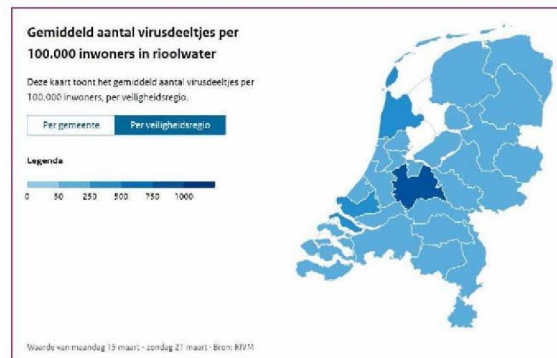 Gemiddeld aantal virusdeeltjes per
100.000 inwoners in rioolwater
Deze kaart toont het gemiddeld aantal virusdeeltjes per
100.000 inwoners, per veiligheidsregio.
Per gemeente
Per veiligheidsregio
Legenda
0 50 250 500 750 1000
Waarde van maandag 15 maart - zondag 21 maart · Bron: RIVM